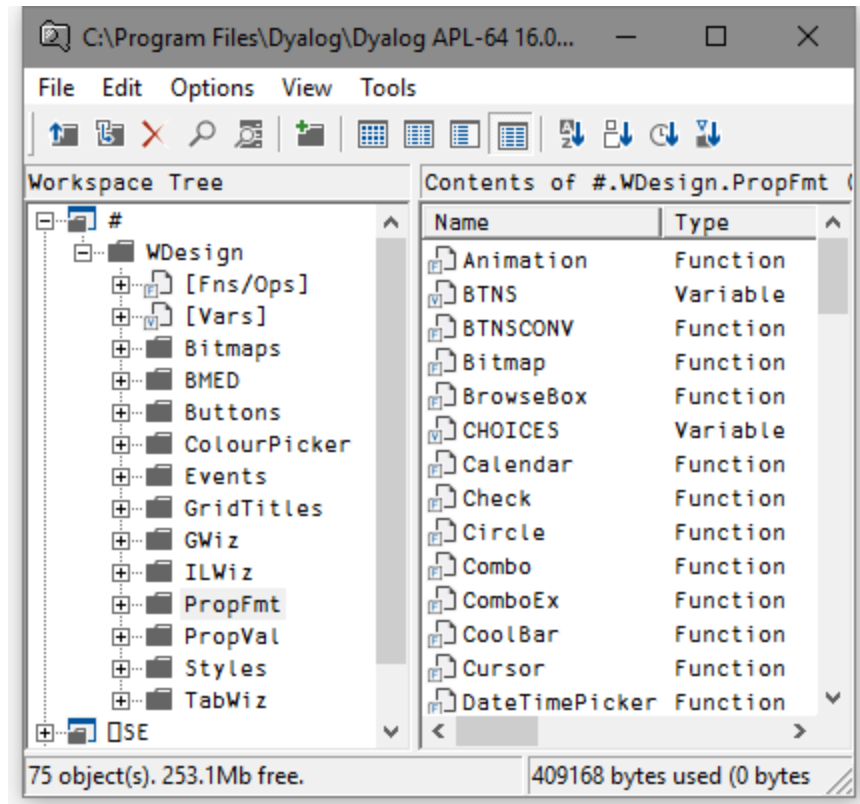 C:\Program Files\Dyalog\Dyalog APL-64 16.0...
File Edit Options View Tools
Workspace Tree
# 
WDesign
[Fns/Ops]
[Vars]
Bitmaps
BMED
Buttons
ColourPicker
Events
GridTitles
GWiz
ILWiz
PropFmt
PropVal
Styles
TabWiz
⎕SE
Contents of #.WDesign.PropFmt (
Name Type
Animation Function
BTNS Variable
BTNSCONV Function
Bitmap Function
BrowseBox Function
CHOICES Variable
Calendar Function
Check Function
Circle Function
Combo Function
ComboEx Function
CoolBar Function
Cursor Function
DateTimePicker Function
75 object(s). 253.1Mb free.
409168 bytes used (0 bytes